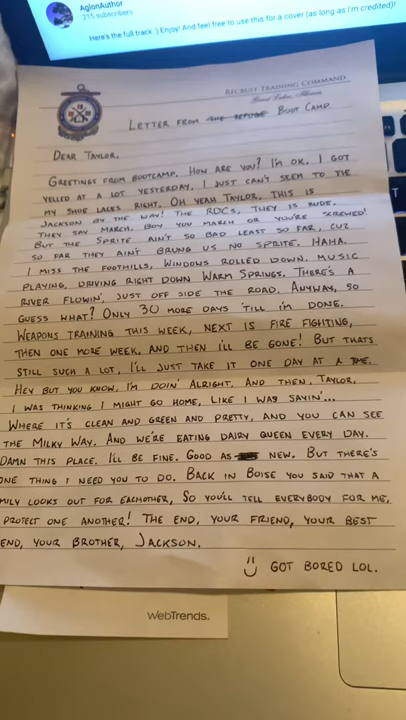 AglonAuthor
215 subscribers
Here's the full track :) Enjoy! And feel free to use this for a cover (as long as I'm credited)!
RECRUIT TRAINING COMMAND
Great Lakes, Illinois
LETTER FROM BOOT CAMP
DEAR TAYLOR,
GREETINGS FROM BOOTCAMP. HOW ARE YOU? I'M OK. I GOT
YELLED AT A LOT YESTERDAY. I JUST CAN'T SEEM TO TIE
MY SHOE LACES RIGHT. OH YEAH TAYLOR, THIS IS
JACKSON BY THE WAY! THE RDCS, THEY IS RUDE.
THEY SAY MARCH. BOY YOU MARCH OR YOU'RE SCREWED!
BUT THE SPRITE AIN'T SO BAD LEAST SO FAR, CUZ
SO FAR THEY AIN'T BRUNG US NO SPRITE. HAHA.
I MISS THE FOOTHILLS, WINDOWS ROLLED DOWN, MUSIC
PLAYING, DRIVING RIGHT DOWN WARM SPRINGS. THERE'S A
RIVER FLOWIN', JUST OFF SIDE THE ROAD. ANYWAY, SO
GUESS WHAT? ONLY 30 MORE DAYS 'TILL I'M DONE.
WEAPONS TRAINING THIS WEEK, NEXT IS FIRE FIGHTING,
THEN ONE MORE WEEK, AND THEN I'LL BE GONE! BUT THATS
STILL SUCH A LOT, I'LL JUST TAKE IT ONE DAY AT A TIME.
HEY BUT YOU KNOW, I'M DOIN' ALRIGHT. AND THEN, TAYLOR,
I WAS THINKING I MIGHT GO HOME, LIKE I WAS SAYIN'...
WHERE IT'S CLEAN AND GREEN AND PRETTY, AND YOU CAN SEE
THE MILKY WAY. AND WE'RE EATING DAIRY QUEEN EVERY DAY.
DAMN THIS PLACE. I'LL BE FINE. GOOD AS NEW. BUT THERE'S
ONE THING I NEED YOU TO DO. BACK IN BOISE YOU SAID THAT A
MILY LOOKS OUT FOR EACHOTHER, SO YOU'LL TELL EVERYBODY FOR ME,
PROTECT ONE ANOTHER! THE END, YOUR FRIEND, YOUR BEST
END, YOUR BROTHER, JACKSON.
GOT BORED LOL.
WebTrends.